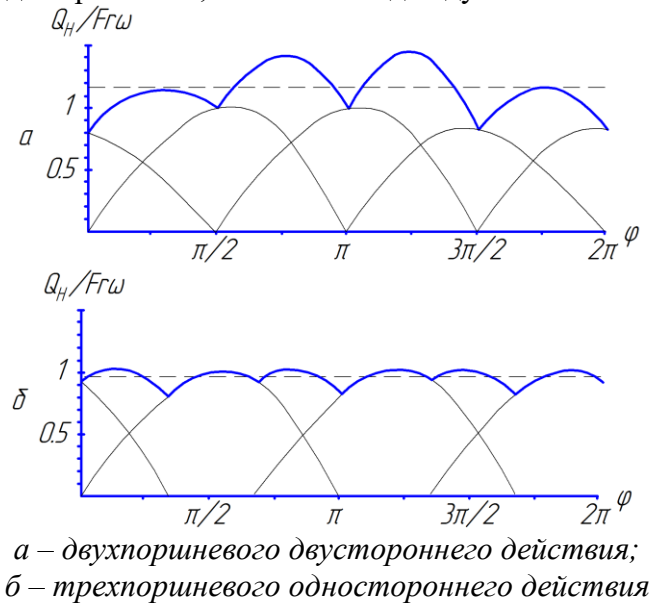 Q_H/Frω
1
а
0.5
π/2
π
3π/2
2π
φ
Q_H/Frω
1
б
0.5
π/2
π
3π/2
2π
φ
а – двухпоршневого двустороннего действия;
б – трехпоршневого одностороннего действия